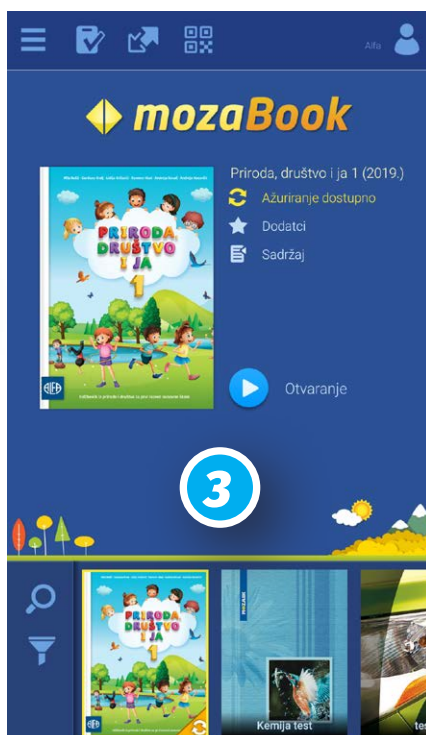 Alfa
mozaBook
Priroda, društvo i ja 1 (2019.)
Ažuriranje dostupno
Dodatci
Sadržaj
PRIRODA,
DRUŠTVO
I JA
1
ALFA
Otvaranje
3
PRIRODA,
DRUŠTVO
I JA
1
Kemija test